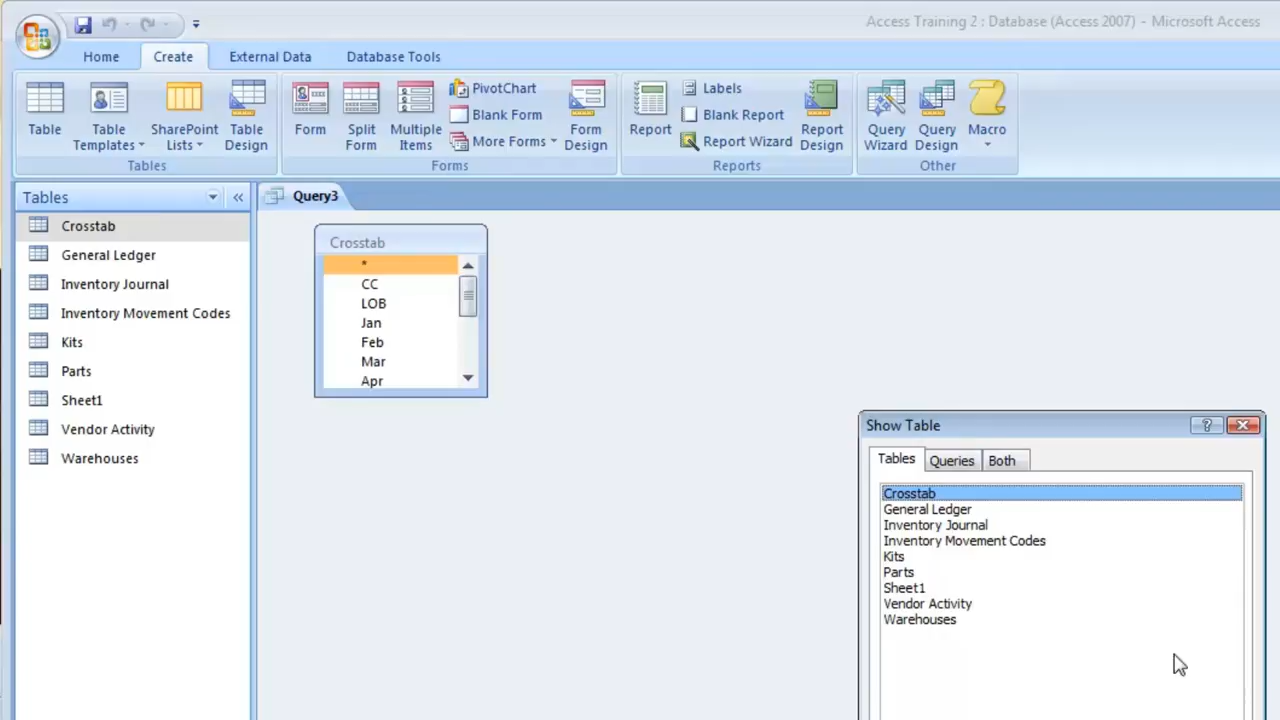 Access Training 2 : Database (Access 2007) - Microsoft Access
Home Create External Data Database Tools
Table
Table Templates
SharePoint Lists
Table Design
Tables
Form
Split Form
Multiple Items
PivotChart
Blank Form
More Forms
Form Design
Forms
Report
Labels
Blank Report
Report Wizard
Report Design
Reports
Query Wizard
Query Design
Macro
Other
Tables
Crosstab
General Ledger
Inventory Journal
Inventory Movement Codes
Kits
Parts
Sheet1
Vendor Activity
Warehouses
Query3
Crosstab
*
CC
LOB
Jan
Feb
Mar
Apr
Show Table
Tables Queries Both
Crosstab
General Ledger
Inventory Journal
Inventory Movement Codes
Kits
Parts
Sheet1
Vendor Activity
Warehouses